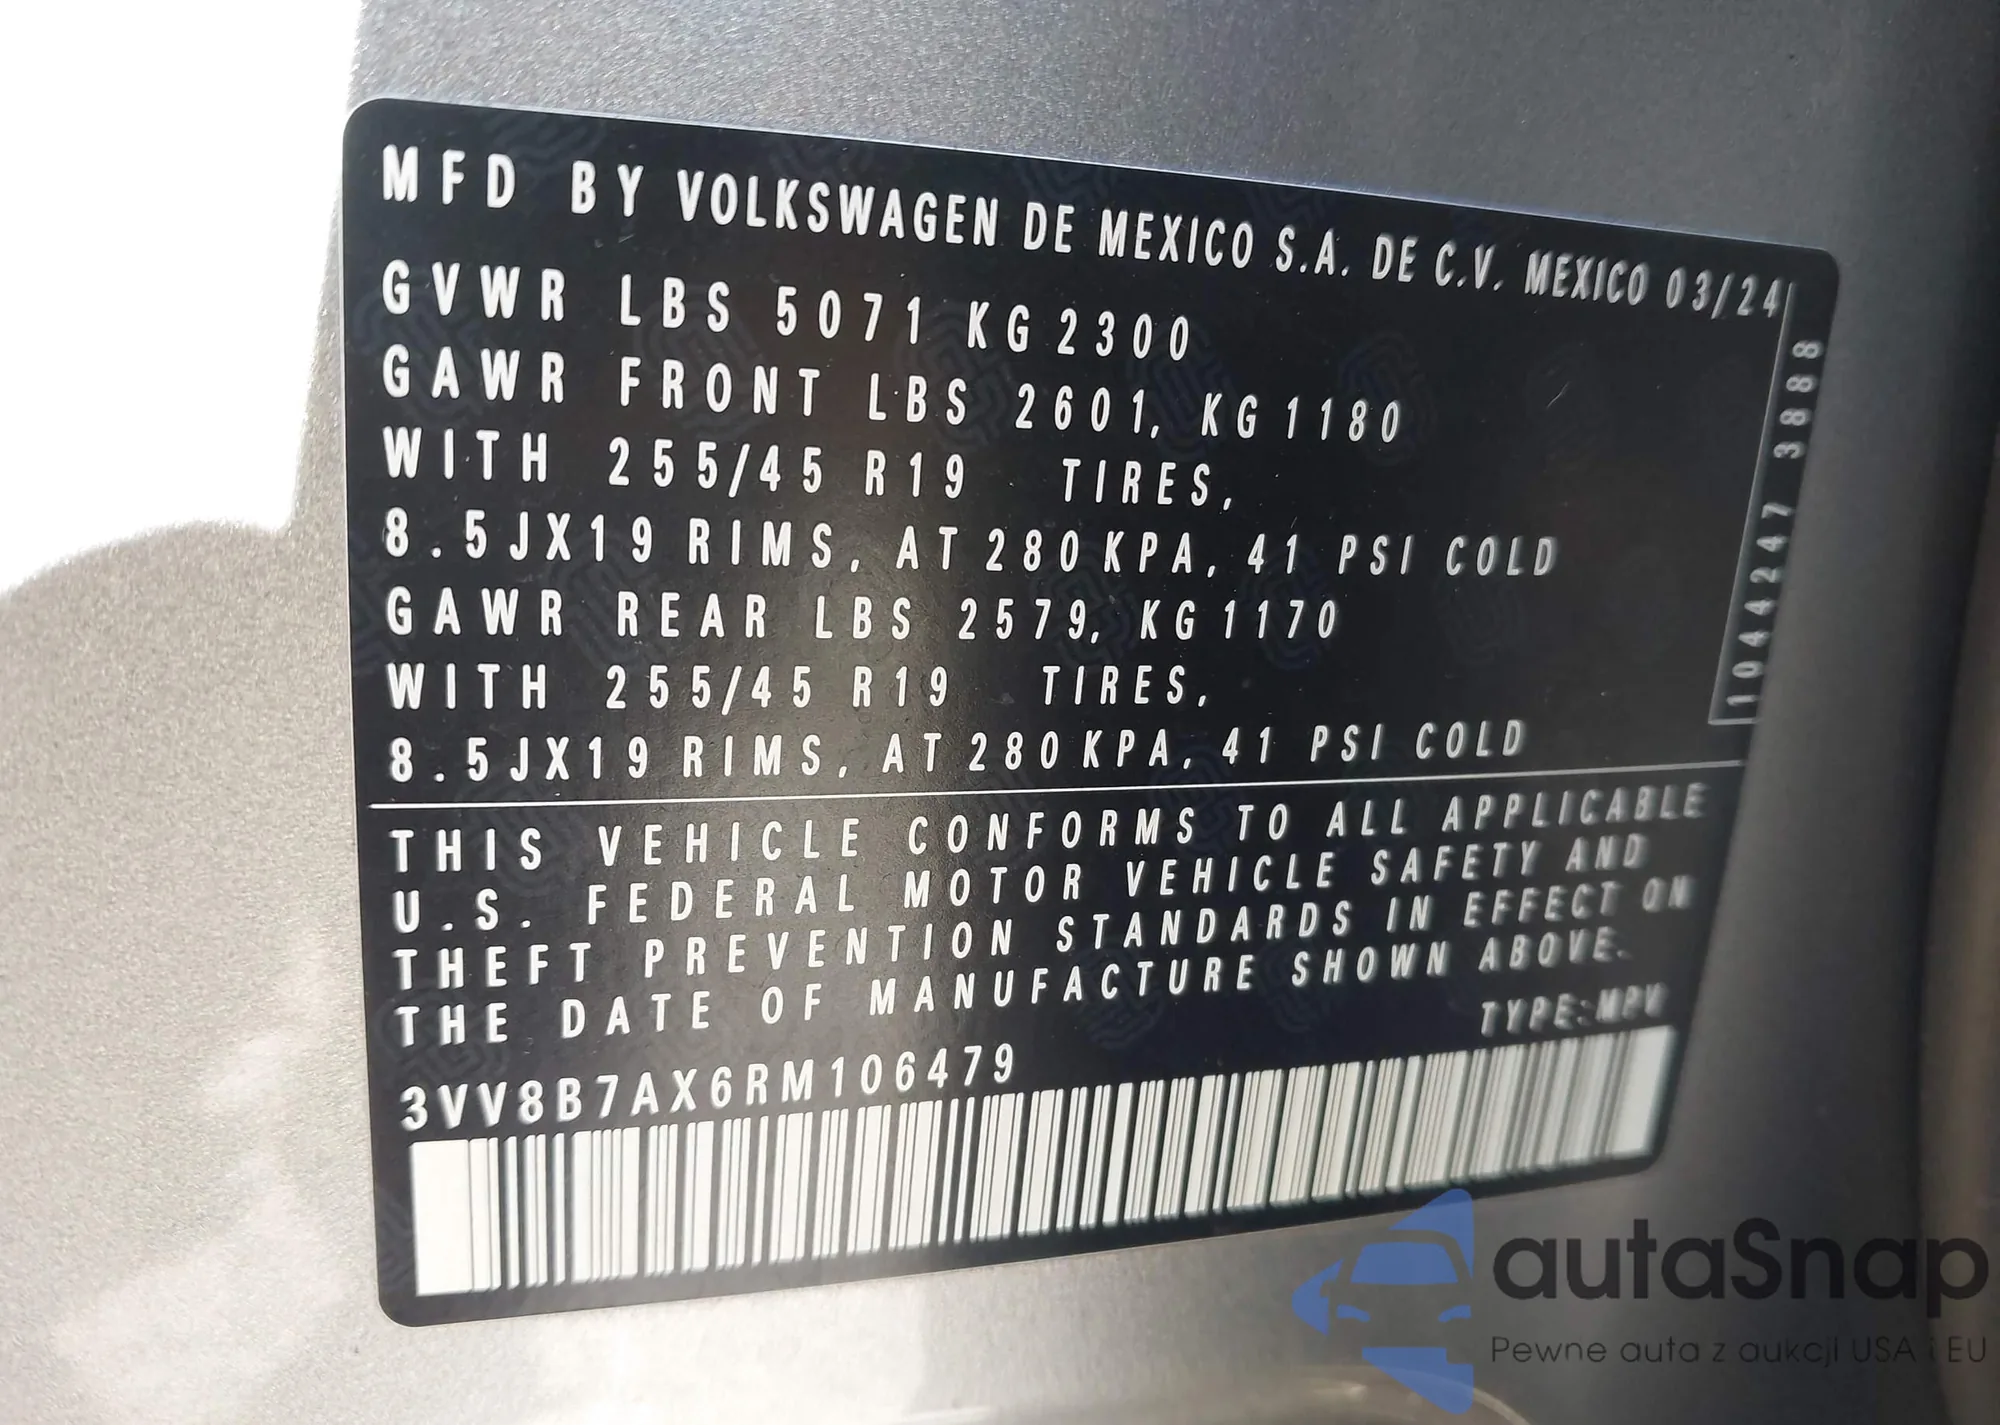 MFD BY VOLKSWAGEN DE MEXICO S.A. DE C.V. MEXICO 03/24
GVWR LBS 5071 KG 2300
GAWR FRONT LBS 2601, KG 1180
WITH 255/45 R19 TIRES,
8.5JX19 RIMS, AT 280 KPA, 41 PSI COLD
GAWR REAR LBS 2579, KG 1170
WITH 255/45 R19 TIRES,
8.5JX19 RIMS, AT 280 KPA, 41 PSI COLD
1044247 3888
THIS VEHICLE CONFORMS TO ALL APPLICABLE
U.S. FEDERAL MOTOR VEHICLE SAFETY AND
THEFT PREVENTION STANDARDS IN EFFECT ON
THE DATE OF MANUFACTURE SHOWN ABOVE.
TYPE: MPV
3VV8B7AX6RM106479
autaSnap
Pewne auta z aukcji USA i EU